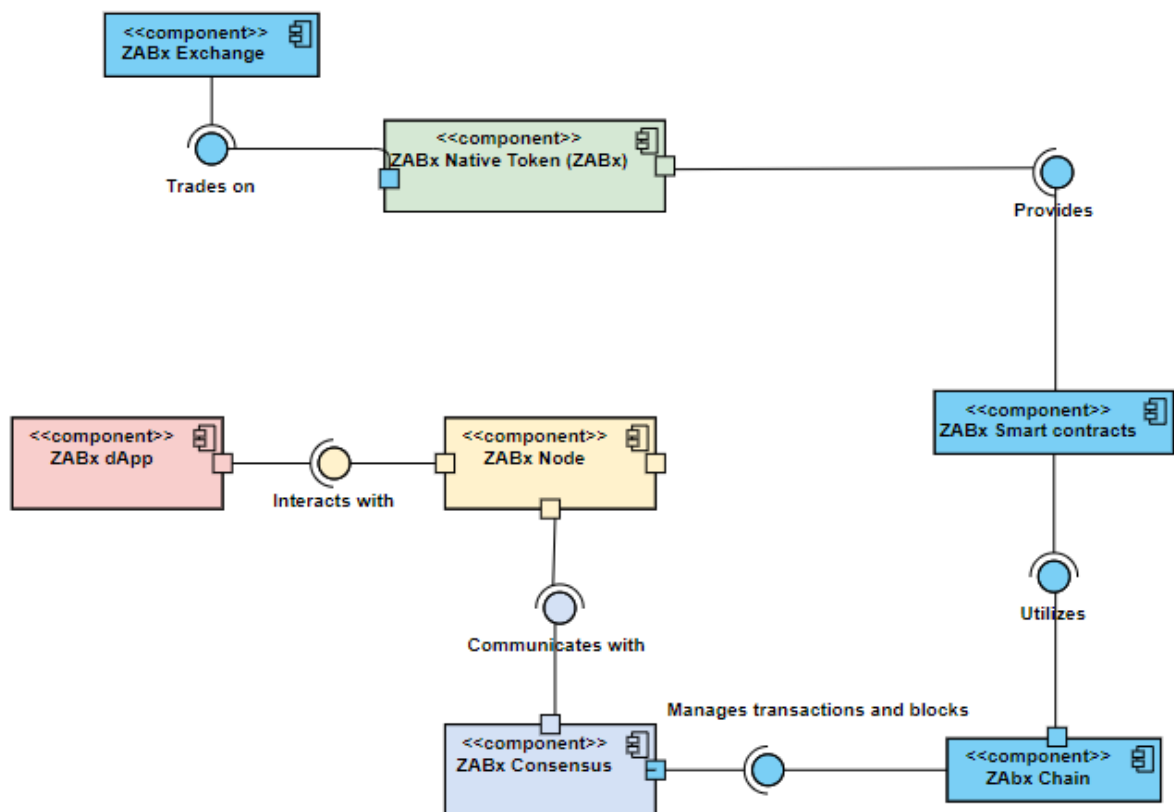 <<component>>
ZABx Exchange
<<component>>
ZABx Native Token (ZABx)
Trades on
Provides
<<component>>
ZABx Smart contracts
<<component>>
ZABx dApp
<<component>>
ZABx Node
Interacts with
Utilizes
Communicates with
Manages transactions and blocks
<<component>>
ZABx Consensus
<<component>>
ZAbx Chain